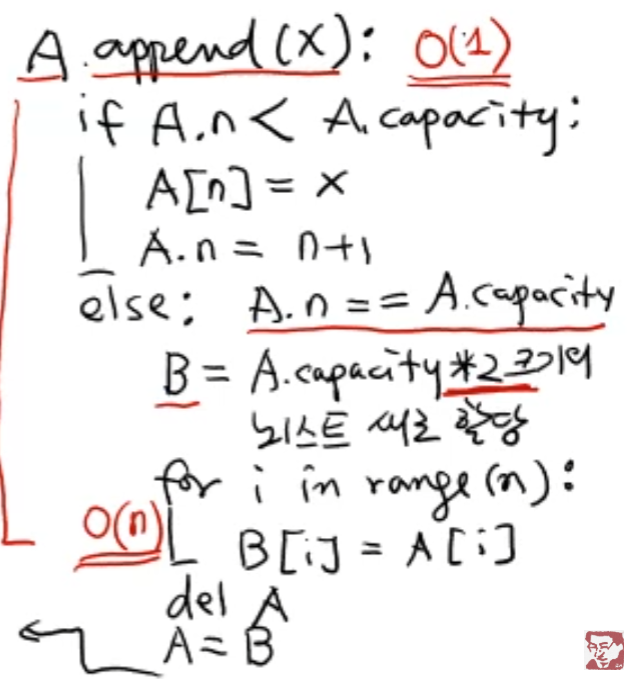 A.append(x): O(1)
if A.n < A.capacity:
A[n] = x
A.n = n+1
else: A.n == A.capacity
B = A.capacity*2 크기의
리스트 새로 할당
for i in range(n):
O(n) B[i] = A[i]
del A
A = B